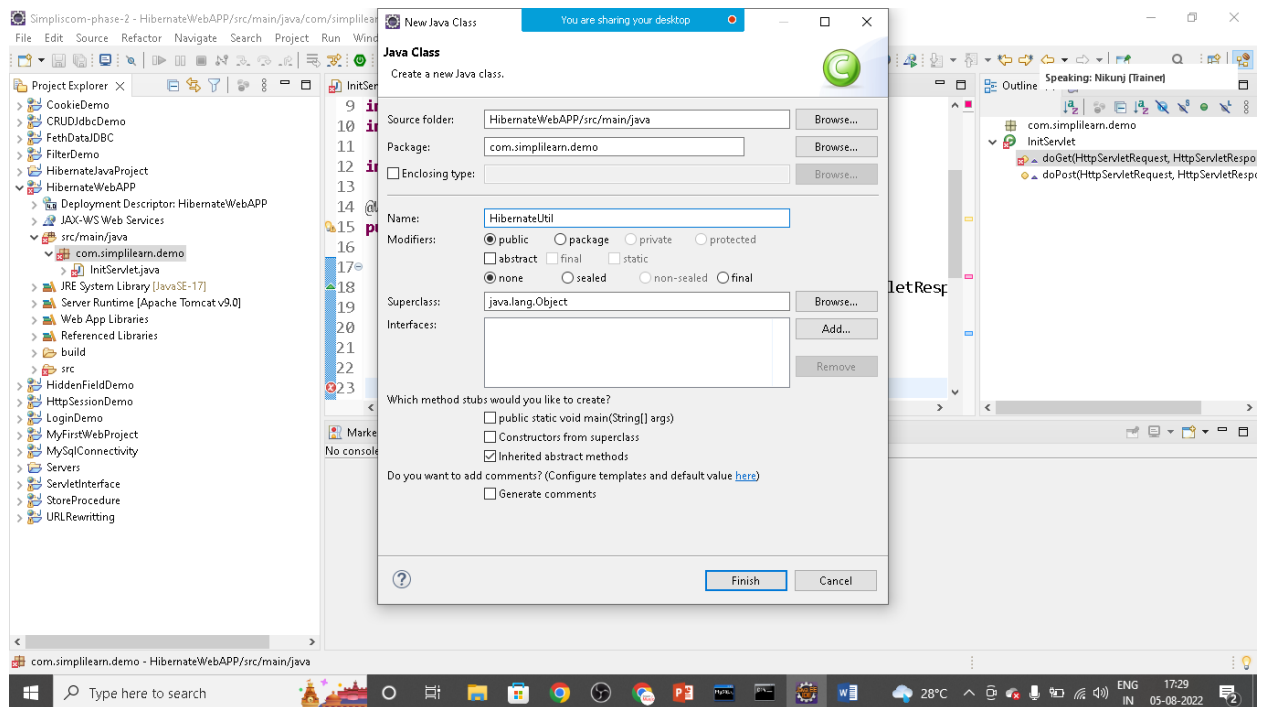 Simpliscom-phase-2 - HibernateWebAPP/src/main/java/com/simplilear
File Edit Source Refactor Navigate Search Project Run Wind
Project Explorer
CookieDemo
CRUDJdbcDemo
FethDataJDBC
FilterDemo
HibernateJavaProject
HibernateWebAPP
Deployment Descriptor: HibernateWebAPP
JAX-WS Web Services
src/main/java
com.simplilearn.demo
InitServlet.java
JRE System Library [JavaSE-17]
Server Runtime [Apache Tomcat v9.0]
Web App Libraries
Referenced Libraries
build
src
HiddenFieldDemo
HttpSessionDemo
LoginDemo
MyFirstWebProject
MySqlConnectivity
Servers
ServletInterface
StoreProcedure
URLRewritting
InitSer
9 i
10 i
11
12 i
13
14 @
15 p
16
17
18
19
20
21
22
23
letResp
Marke
No console
New Java Class
You are sharing your desktop
Java Class
Create a new Java class.
Source folder: HibernateWebAPP/src/main/java Browse...
Package: com.simplilearn.demo Browse...
Enclosing type: Browse...
Name: HibernateUtil
Modifiers: public package private protected
abstract final static
none sealed non-sealed final
Superclass: java.lang.Object Browse...
Interfaces: Add...
Remove
Which method stubs would you like to create?
public static void main(String[] args)
Constructors from superclass
Inherited abstract methods
Do you want to add comments? (Configure templates and default value here)
Generate comments
Finish Cancel
Speaking: Nikunj (Trainer)
Outline
com.simplilearn.demo
InitServlet
doGet(HttpServletRequest, HttpServletRespo
doPost(HttpServletRequest, HttpServletRespo
com.simplilearn.demo - HibernateWebAPP/src/main/java
Type here to search
28°C
ENG
IN
17:29
05-08-2022
2